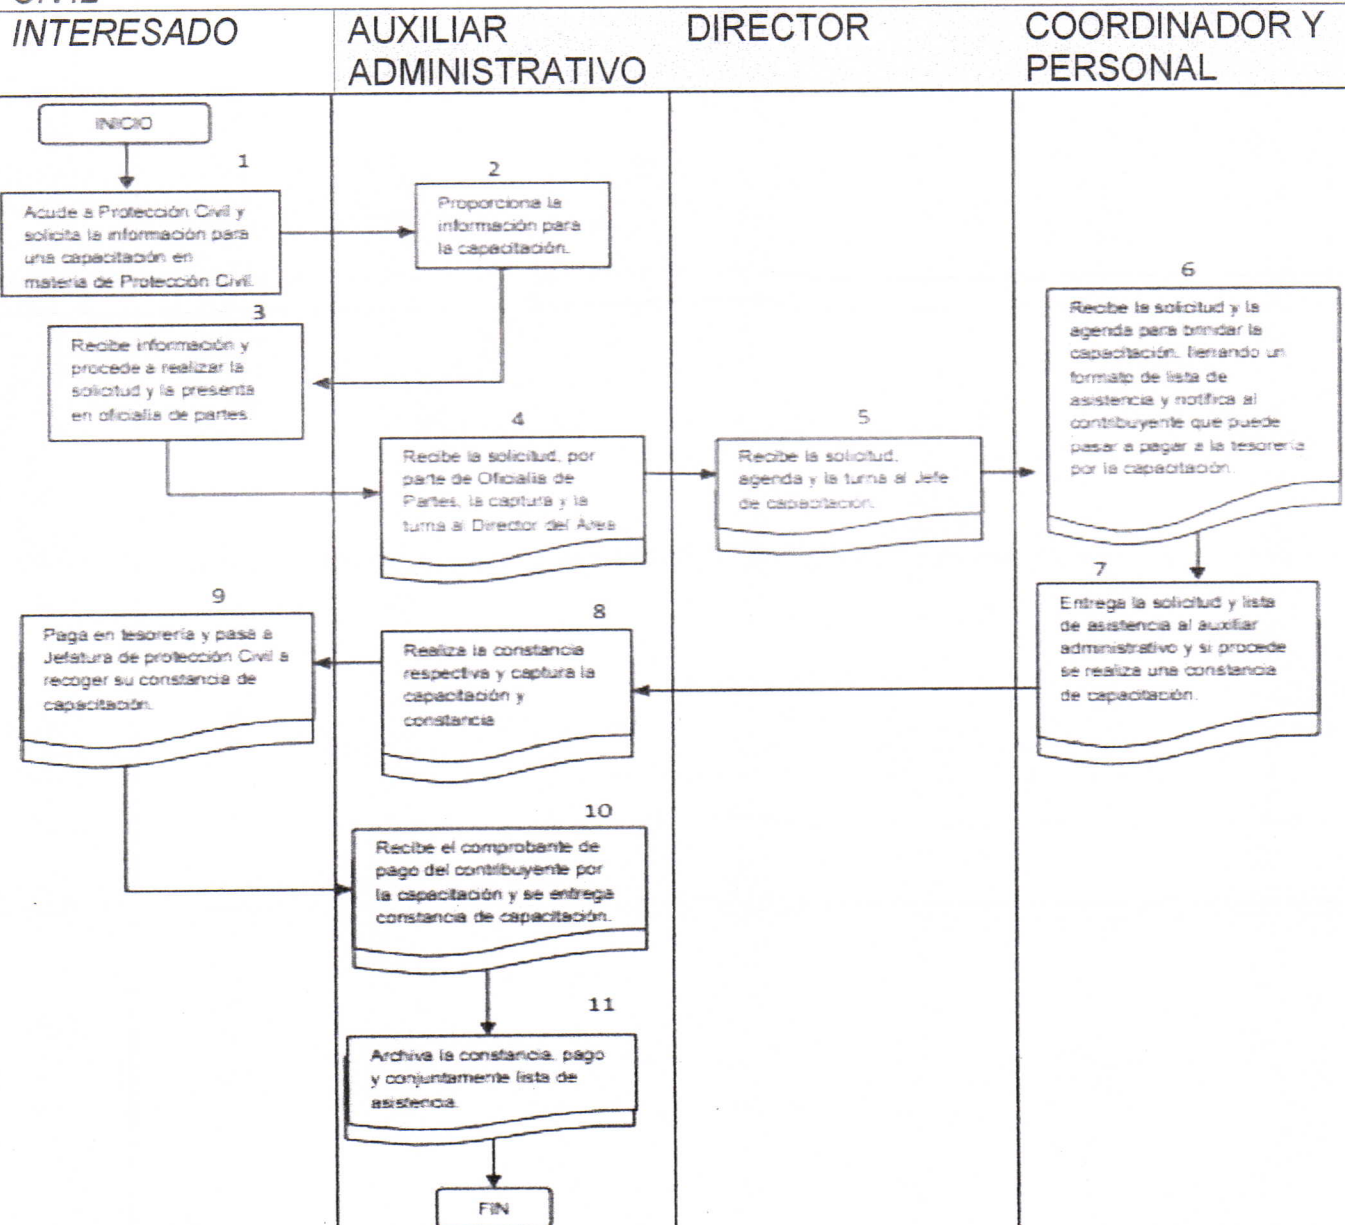 INTERESADO
AUXILIAR
ADMINISTRATIVO
DIRECTOR
COORDINADOR Y
PERSONAL
INICIO
1
Acude a Protección Civil y
solicita la información para
una capacitación en
materia de Protección Civil.
2
Proporciona la
información para
la capacitación.
3
Recibe información y
procede a realizar la
solicitud y la presenta
en oficialía de partes
4
Recibe la solicitud, por
parte de Oficialía de
Partes, la captura y la
turna al Director del Area
5
Recibe la solicitud,
agenda y la turna al Jefe
de capacitación.
6
Recibe la solicitud y la
agenda para brindar la
capacitación, llenando un
formato de lista de
asistencia y notifica al
contribuyente que puede
pasar a pagar a la tesorería
por la capacitación.
7
Entrega la solicitud y lista
de asistencia al auxiliar
administrativo y si procede
se realiza una constancia
de capacitación.
8
Realiza la constancia
respectiva y captura la
capacitación y
constancia
9
Paga en tesorería y pasa a
Jefatura de protección Civil a
recoger su constancia de
capacitación.
10
Recibe el comprobante de
pago del contribuyente por
la capacitación y se entrega
constancia de capacitación.
11
Archiva la constancia, pago
y conjuntamente lista de
asistencia.
FIN